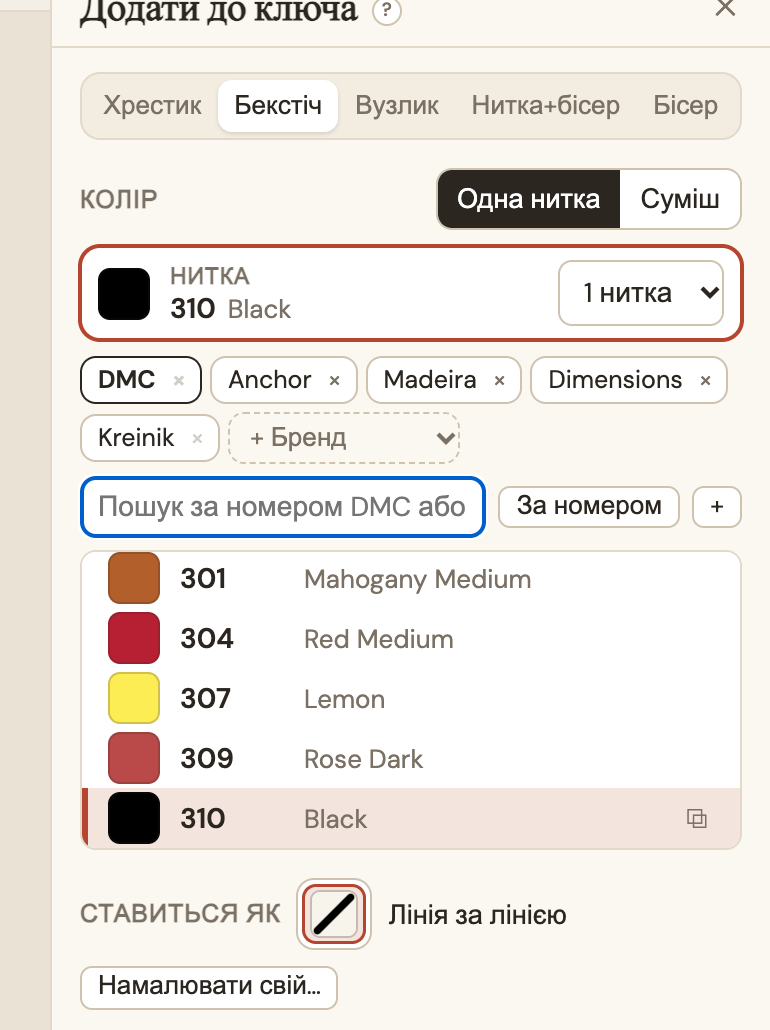 Додати до ключа ?
Хрестик Бекстіч Вузлик Нитка+бісер Бісер
КОЛІР Одна нитка Суміш
НИТКА
310 Black 1 нитка
DMC × Anchor × Madeira × Dimensions ×
Kreinik × + Бренд
Пошук за номером DMC або За номером +
301 Mahogany Medium
304 Red Medium
307 Lemon
309 Rose Dark
310 Black
СТАВИТЬСЯ ЯК Лінія за лінією
Намалювати свій...